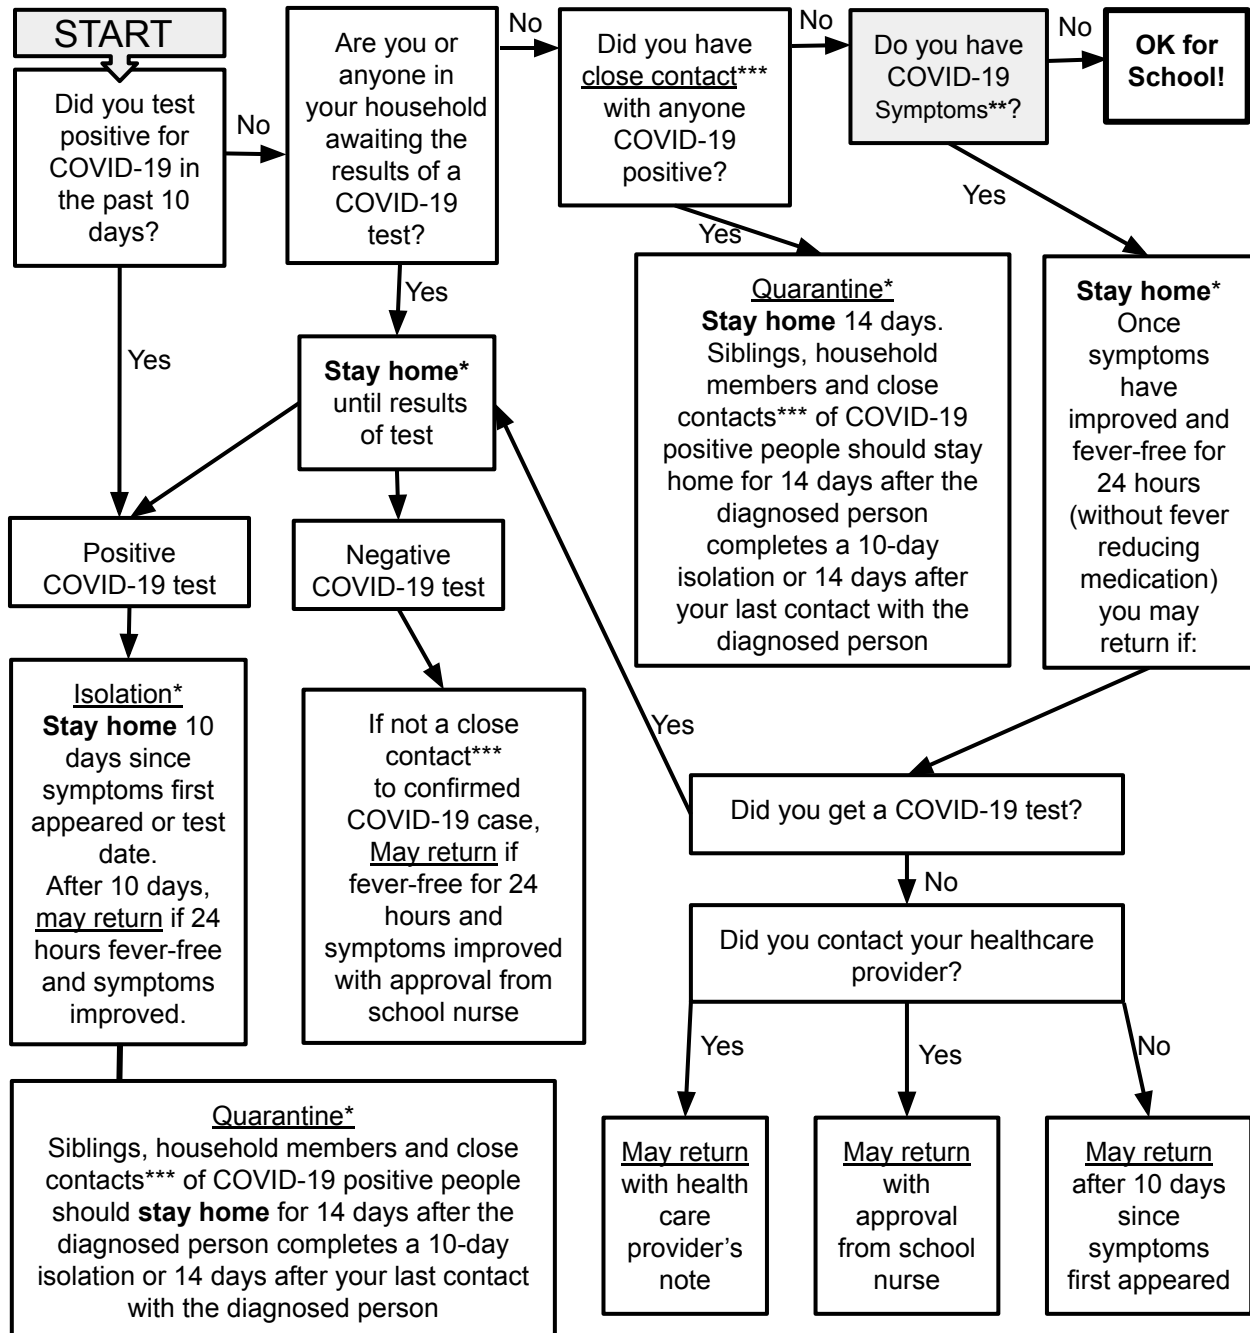 START
Did you test
positive for
COVID-19 in
the past 10
days?
No
Are you or
anyone in
your household
awaiting the
results of a
COVID-19
test?
No
Did you have
close contact***
with anyone
COVID-19
positive?
No
Do you have
COVID-19
Symptoms**?
No
OK for
School!
Yes
Yes
Yes
Yes
Stay home*
until results
of test
Quarantine*
Stay home 14 days.
Siblings, household
members and close
contacts*** of COVID-19
positive people should stay
home for 14 days after the
diagnosed person
completes a 10-day
isolation or 14 days after
your last contact with the
diagnosed person
Stay home*
Once
symptoms
have
improved and
fever-free for
24 hours
(without fever
reducing
medication)
you may
return if:
Positive
COVID-19 test
Negative
COVID-19 test
Isolation*
Stay home 10
days since
symptoms first
appeared or test
date.
After 10 days,
may return if 24
hours fever-free
and symptoms
improved.
If not a close
contact***
to confirmed
COVID-19 case,
May return if
fever-free for 24
hours and
symptoms improved
with approval from
school nurse
Yes
Did you get a COVID-19 test?
No
Did you contact your healthcare
provider?
Yes
Yes
No
Quarantine*
Siblings, household members and close
contacts*** of COVID-19 positive people
should stay home for 14 days after the
diagnosed person completes a 10-day
isolation or 14 days after your last contact
with the diagnosed person
May return
with health
care
provider's
note
May return
with
approval
from school
nurse
May return
after 10 days
since
symptoms
first appeared